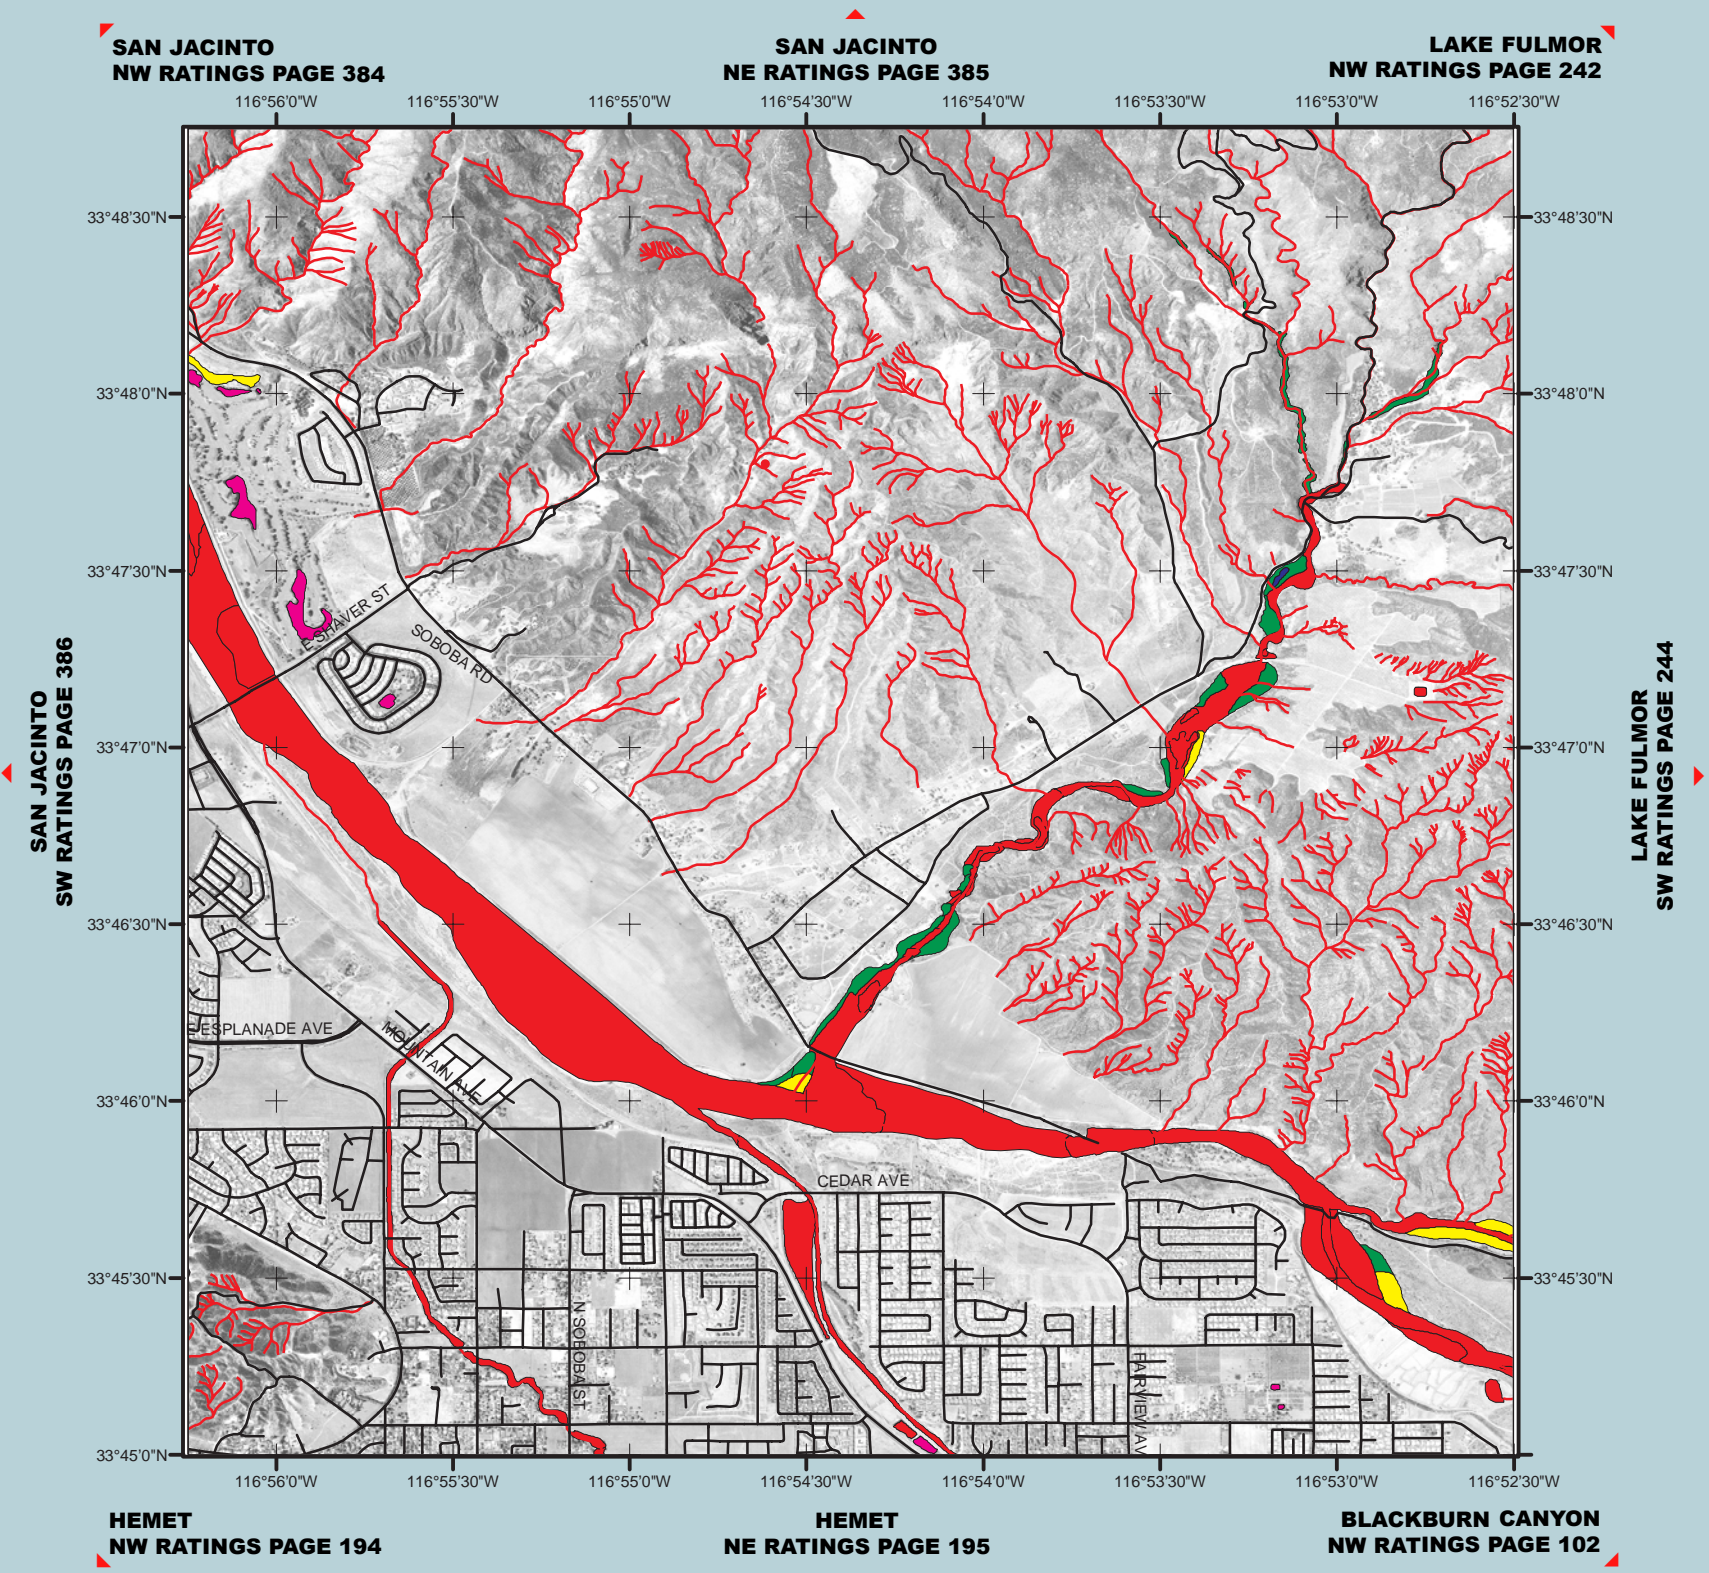 SAN JACINTO
NW RATINGS PAGE 384
SAN JACINTO
NE RATINGS PAGE 385
LAKE FULMOR
NW RATINGS PAGE 242
116°56'0"W
116°55'30"W
116°55'0"W
116°54'30"W
116°54'0"W
116°53'30"W
116°53'0"W
116°52'30"W
33°48'30"N
33°48'30"N
33°48'0"N
33°48'0"N
33°47'30"N
33°47'30"N
E SHAVER ST
SOBOBA RD
SAN JACINTO
SW RATINGS PAGE 386
LAKE FULMOR
SW RATINGS PAGE 244
33°47'0"N
33°47'0"N
33°46'30"N
33°46'30"N
E ESPLANADE AVE
MOUNTAIN AVE
33°46'0"N
33°46'0"N
CEDAR AVE
33°45'30"N
33°45'30"N
N SOBOBA ST
FAIRVIEW AV
33°45'0"N
33°45'0"N
116°56'0"W
116°55'30"W
116°55'0"W
116°54'30"W
116°54'0"W
116°53'30"W
116°53'0"W
116°52'30"W
HEMET
NW RATINGS PAGE 194
HEMET
NE RATINGS PAGE 195
BLACKBURN CANYON
NW RATINGS PAGE 102